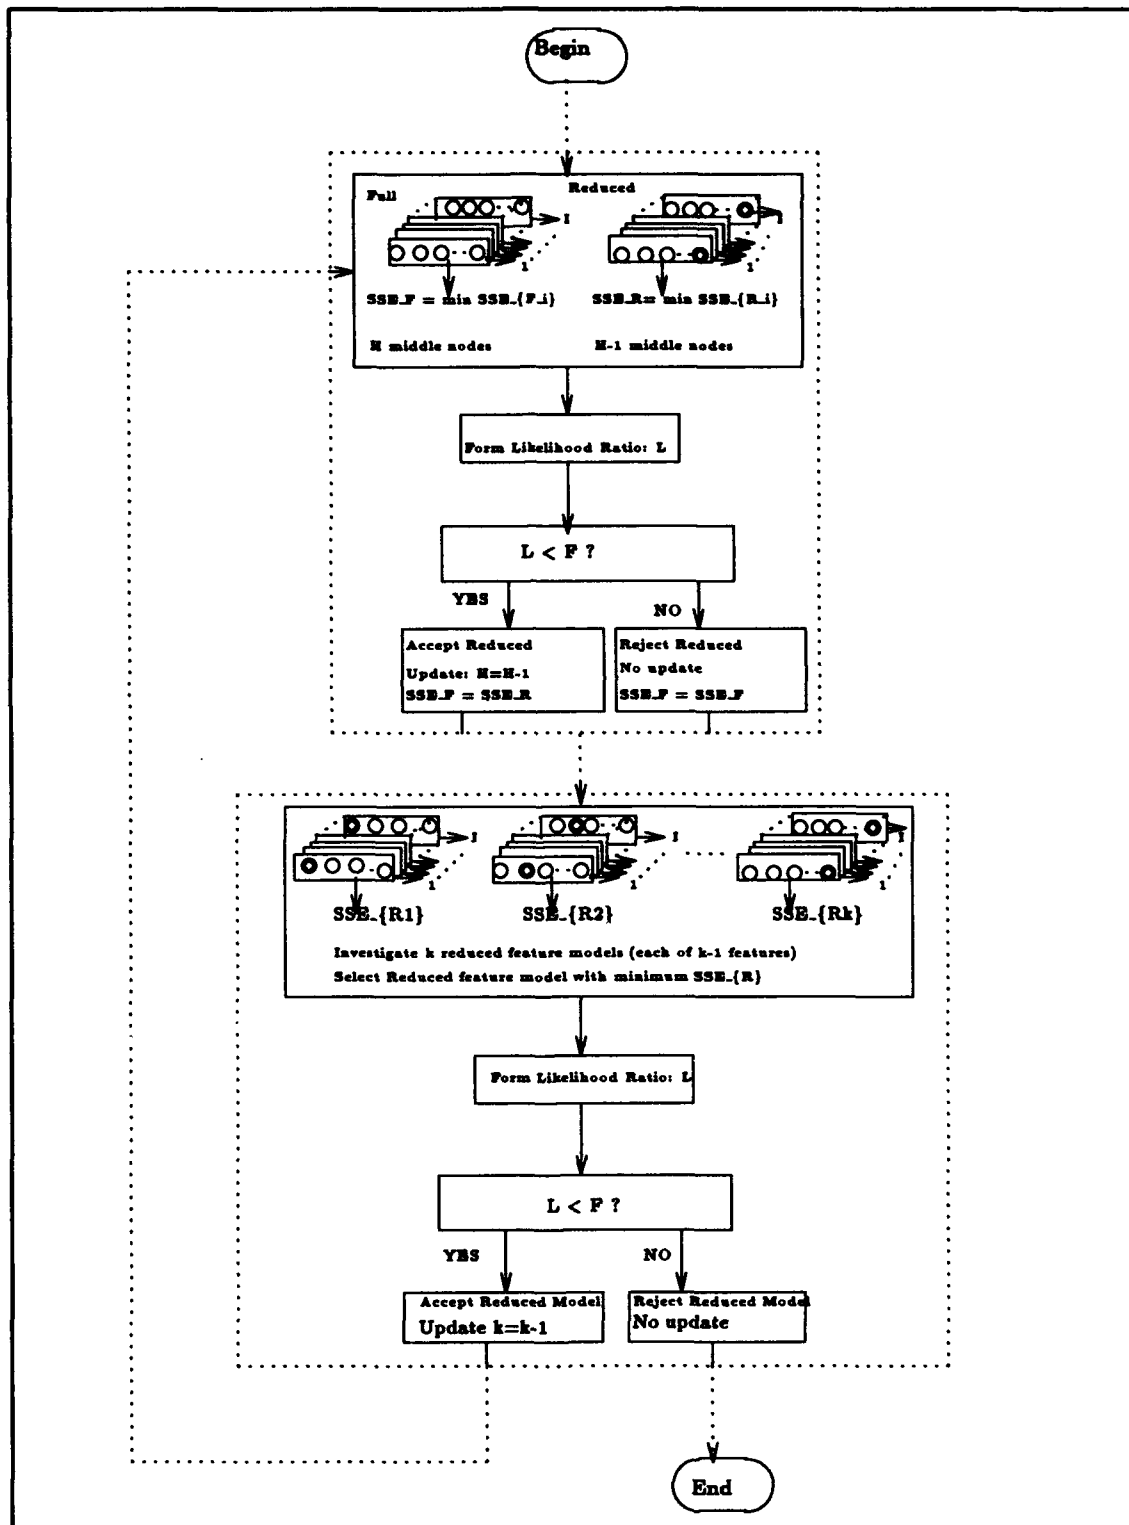 Begin
Full
Reduced
I
I
1
1
SSE_F = min SSE_{F_i}
SSE_R= min SSE_{R_i}
H middle nodes
H-1 middle nodes
Form Likelihood Ratio: L
L < F ?
YES
NO
Accept Reduced
Update: H=H-1
SSE_F = SSE_R
Reject Reduced
No update
SSE_F = SSE_F
I
I
I
1
1
1
SSE_{R1}
SSE_{R2}
SSE_{Rk}
Investigate k reduced feature models (each of k-1 features)
Select Reduced feature model with minimum SSE_{R}
Form Likelihood Ratio: L
L < F ?
YES
NO
Accept Reduced Model
Update k=k-1
Reject Reduced Model
No update
End